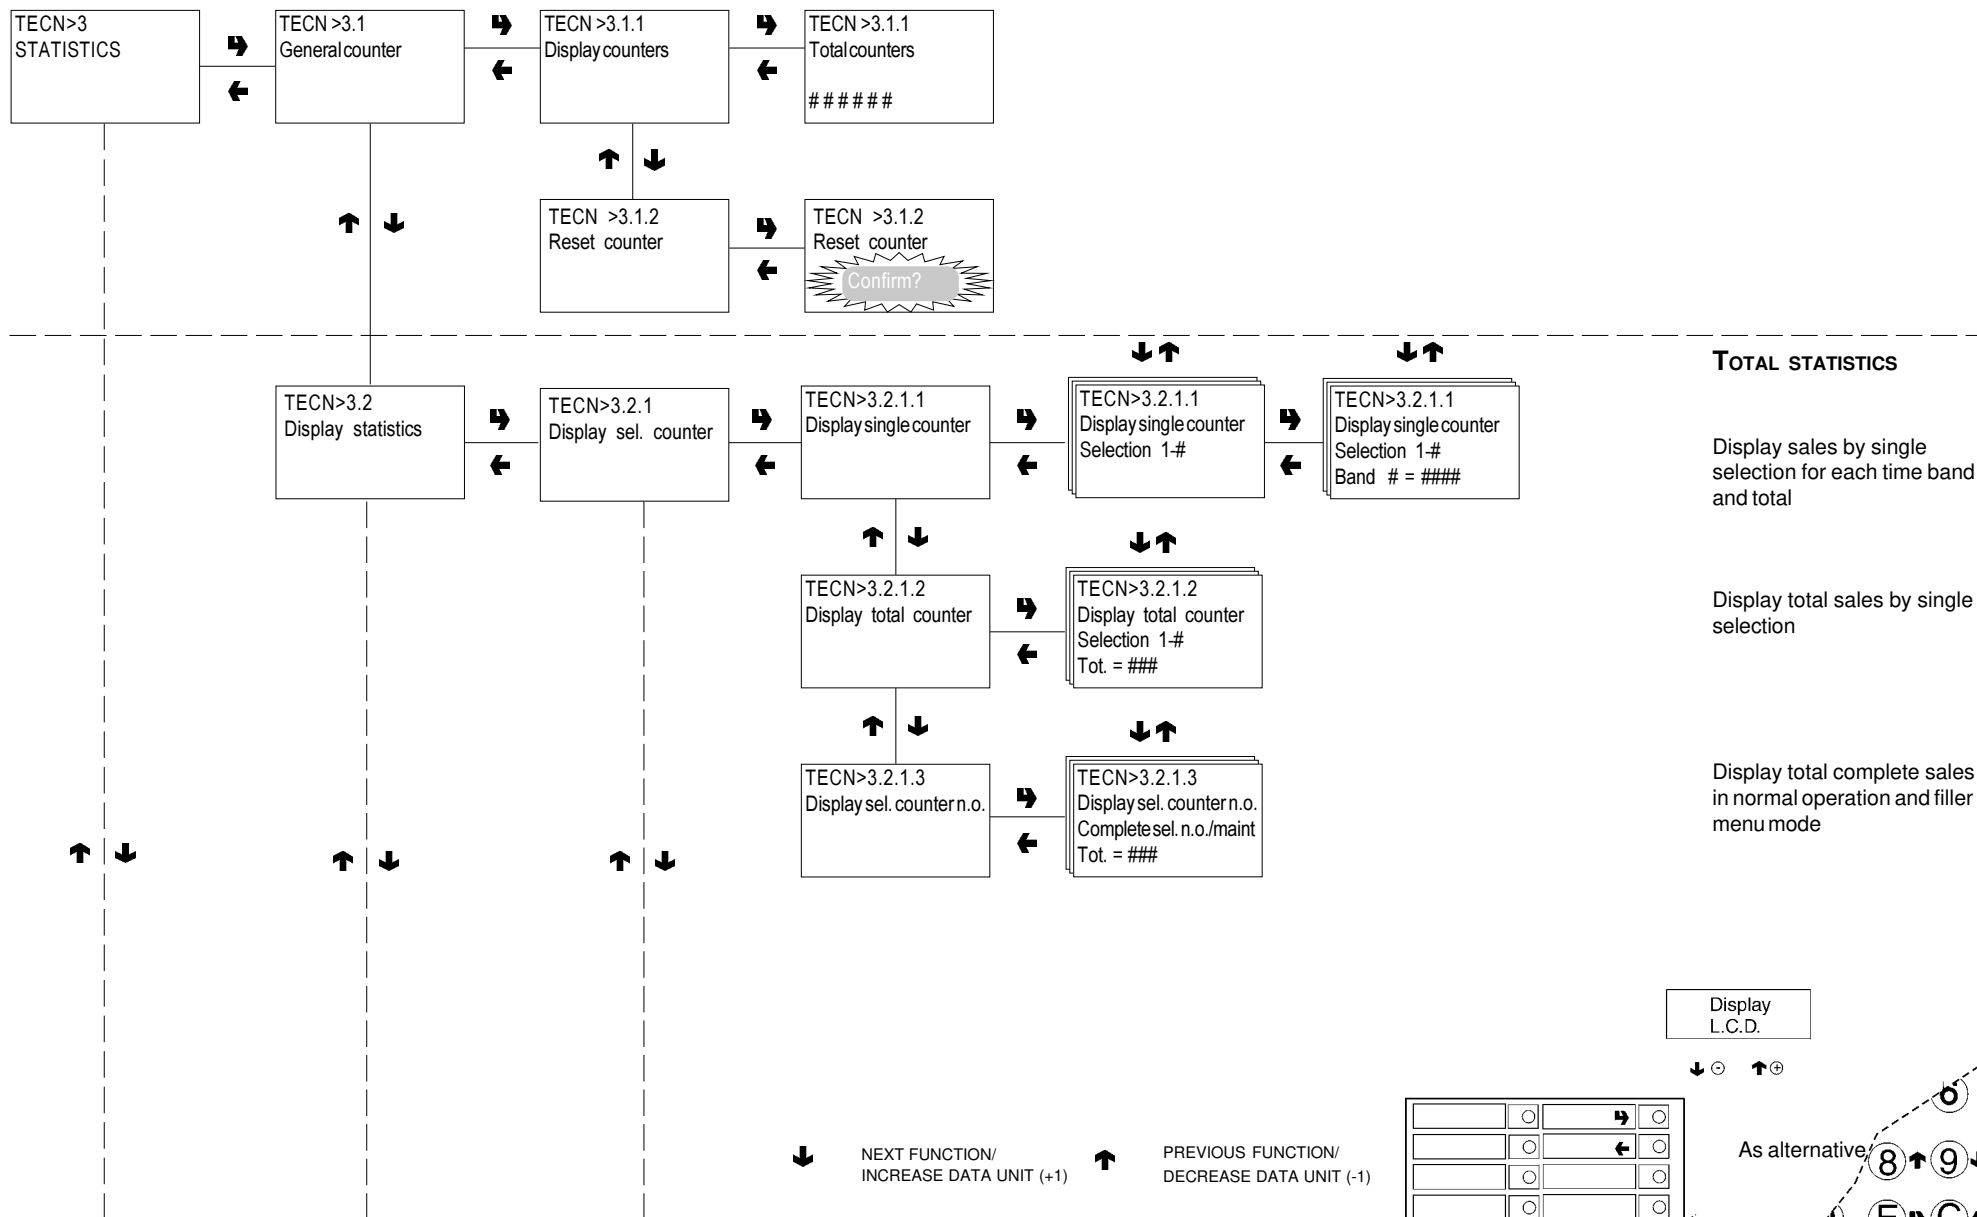 TECN>3
STATISTICS
TECN >3.1
General counter
TECN >3.1.1
Display counters
TECN >3.1.1
Total counters
######
TECN >3.1.2
Reset counter
TECN >3.1.2
Reset counter
Confirm?
TOTAL STATISTICS
TECN>3.2
Display statistics
TECN>3.2.1
Display sel. counter
TECN>3.2.1.1
Display single counter
TECN>3.2.1.1
Display single counter
Selection 1-#
TECN>3.2.1.1
Display single counter
Selection 1-#
Band # = ####
Display sales by single
selection for each time band
and total
TECN>3.2.1.2
Display total counter
TECN>3.2.1.2
Display total counter
Selection 1-#
Tot. = ###
Display total sales by single
selection
TECN>3.2.1.3
Display sel. counter n.o.
TECN>3.2.1.3
Display sel. counter n.o.
Complete sel. n.o./maint
Tot. = ###
Display total complete sales
in normal operation and filler
menu mode
Display
L.C.D.
- +
6
NEXT FUNCTION/
INCREASE DATA UNIT (+1)
PREVIOUS FUNCTION/
DECREASE DATA UNIT (-1)
As alternative
8 9